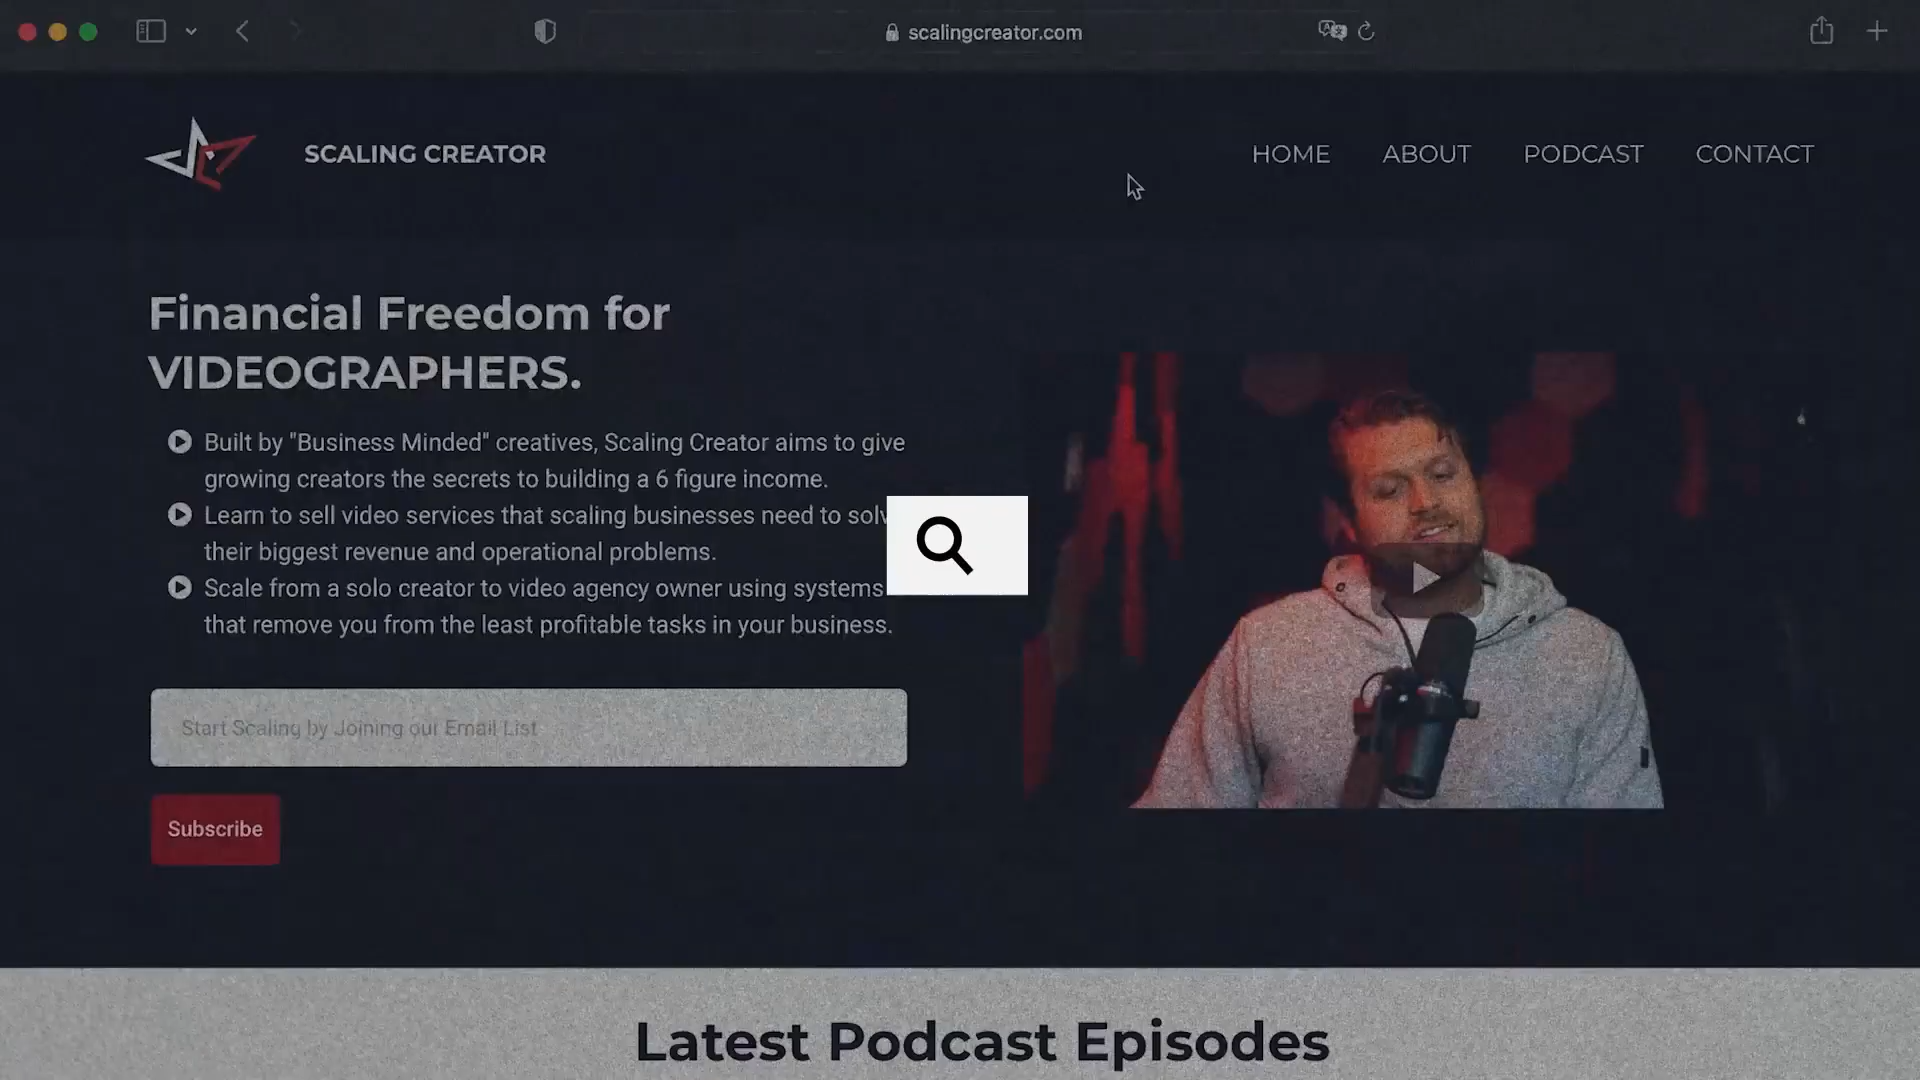 scalingcreator.com
SCALING CREATOR
HOME ABOUT PODCAST CONTACT
Financial Freedom for
VIDEOGRAPHERS.
Built by "Business Minded" creatives, Scaling Creator aims to give
growing creators the secrets to building a 6 figure income.
Learn to sell video services that scaling businesses need to
their biggest revenue and operational problems.
Scale from a solo creator to video agency owner using systems
that remove you from the least profitable tasks in your business.
Start Scaling by Joining our Email List
Subscribe
Latest Podcast Episodes